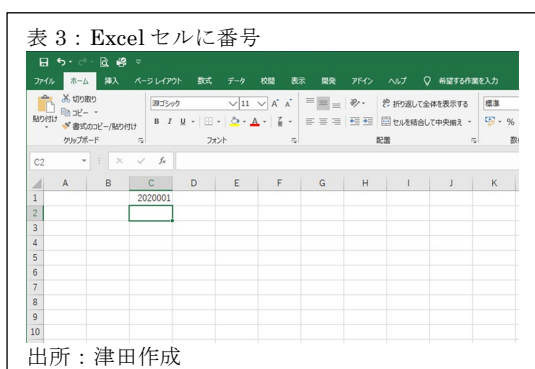 表 3：Excel セルに番号
ファイル ホーム 挿入 ページ レイアウト 数式 データ 校閲 表示 開発 アドイン ヘルプ 希望する作業を入力
切り取り
コピー
書式のコピー/貼り付け
貼り付け
クリップボード
游ゴシック 11 A A
B I U A
フォント
折り返して全体を表示する
セルを結合して中央揃え
配置
標準
%
数値
C2 fx
A B C D E F G H I J K
1 2020001
2
3
4
5
6
7
8
9
10
出所：津田作成